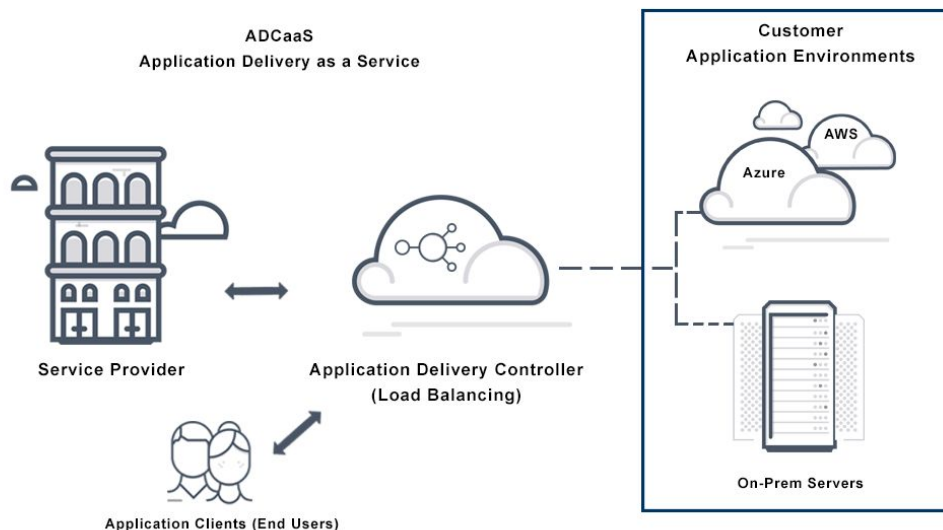 ADCaaS
Application Delivery as a Service
Customer
Application Environments
AWS
Azure
Service Provider
Application Delivery Controller
(Load Balancing)
On-Prem Servers
Application Clients (End Users)